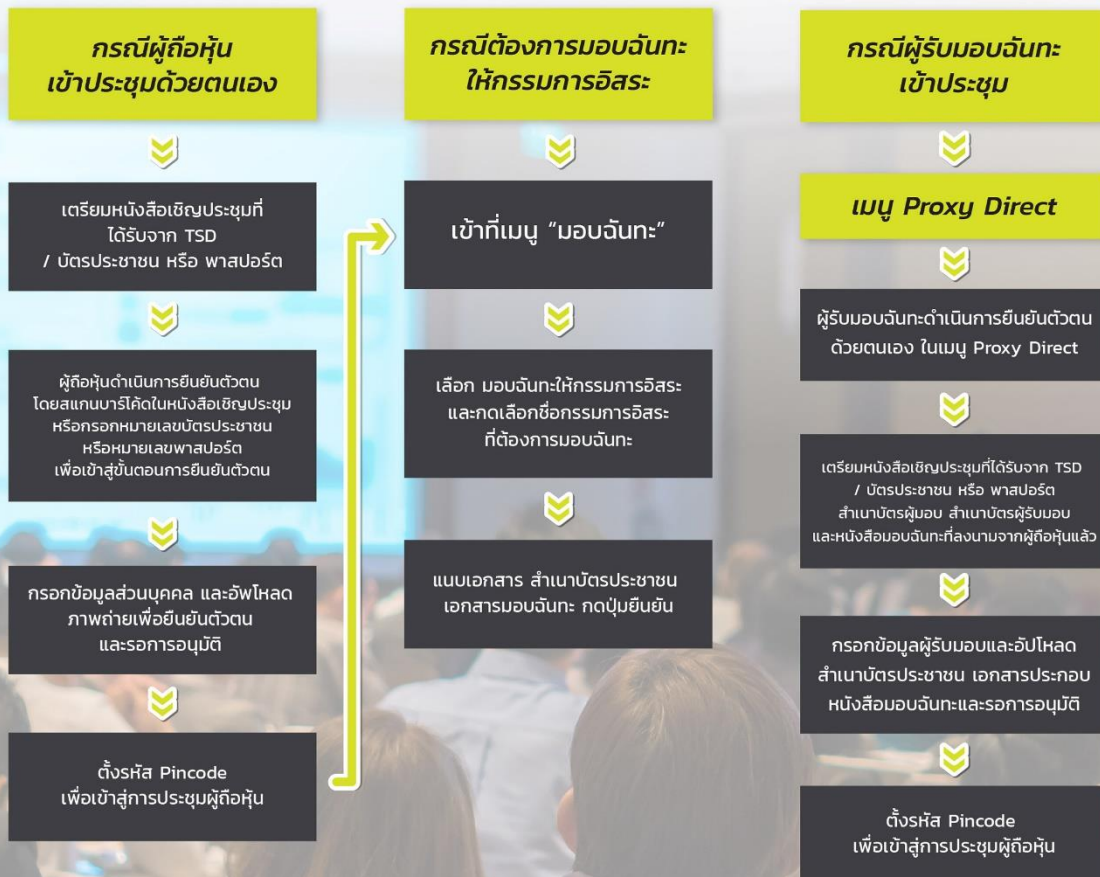 กรณีผู้ถือหุ้น
เข้าประชุมด้วยตนเอง
เตรียมหนังสือเชิญประชุมที่
ได้รับจาก TSD
/ บัตรประชาชน หรือ พาสปอร์ต
ผู้ถือหุ้นดำเนินการยืนยันตัวตน
โดยสแกนบาร์โค้ดในหนังสือเชิญประชุม
หรือกรอกหมายเลขบัตรประชาชน
หรือหมายเลขพาสปอร์ต
เพื่อเข้าสู่ขั้นตอนการยืนยันตัวตน
กรอกข้อมูลส่วนบุคคล และอัพโหลด
ภาพถ่ายเพื่อยืนยันตัวตน
และรอการอนุมัติ
ตั้งรหัส Pincode
เพื่อเข้าสู่การประชุมผู้ถือหุ้น
กรณีต้องการมอบฉันทะ
ให้กรรมการอิสระ
เข้าที่เมนู “มอบฉันทะ”
เลือก มอบฉันทะให้กรรมการอิสระ
และกดเลือกชื่อกรรมการอิสระ
ที่ต้องการมอบฉันทะ
แนบเอกสาร สำเนาบัตรประชาชน
เอกสารมอบฉันทะ กดปุ่มยืนยัน
กรณีผู้รับมอบฉันทะ
เข้าประชุม
เมนู Proxy Direct
ผู้รับมอบฉันทะดำเนินการยืนยันตัวตน
ด้วยตนเอง ในเมนู Proxy Direct
เตรียมหนังสือเชิญประชุมที่ได้รับจาก TSD
/ บัตรประชาชน หรือ พาสปอร์ต
สำเนาบัตรผู้มอบ สำเนาบัตรผู้รับมอบ
และหนังสือมอบฉันทะที่ลงนามจากผู้ถือหุ้นแล้ว
กรอกข้อมูลผู้รับมอบและอัปโหลด
สำเนาบัตรประชาชน เอกสารประกอบ
หนังสือมอบฉันทะและรอการอนุมัติ
ตั้งรหัส Pincode
เพื่อเข้าสู่การประชุมผู้ถือหุ้น